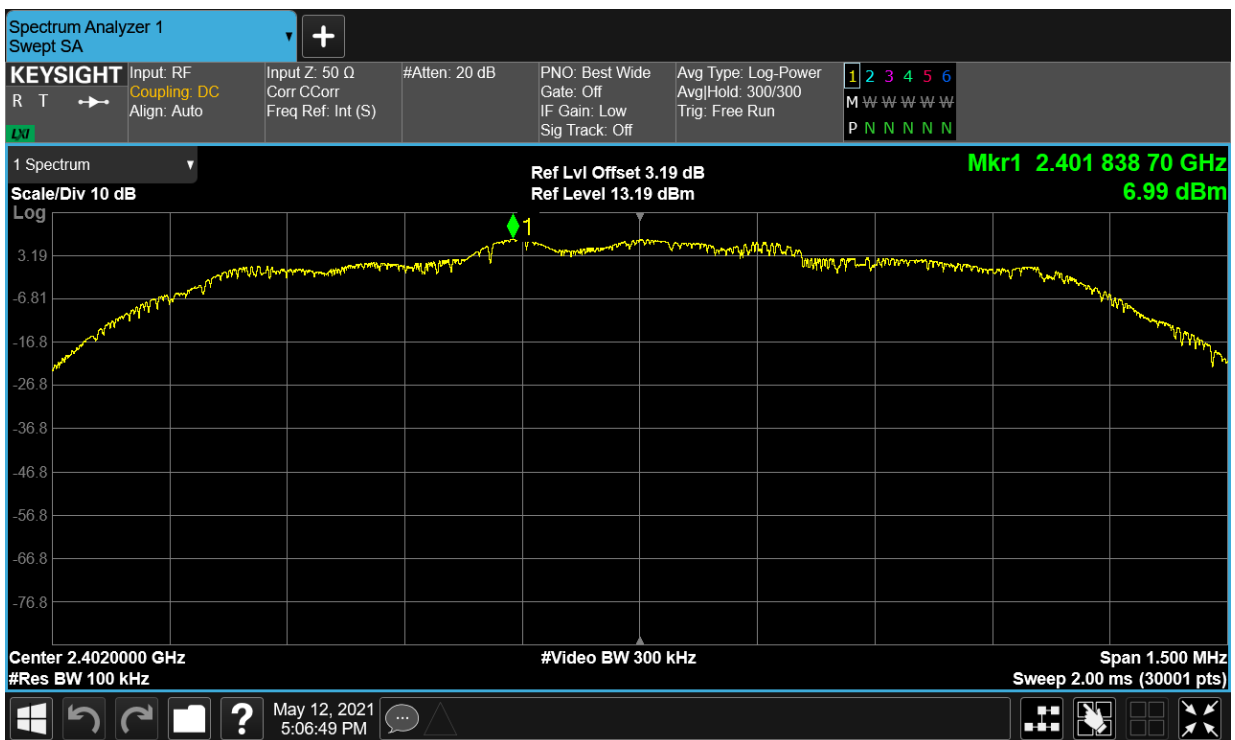 Spectrum Analyzer 1
Swept SA
KEYSIGHT
R T
LXI
Input: RF
Coupling: DC
Align: Auto
Input Z: 50 Ω
Corr CCorr
Freq Ref: Int (S)
#Atten: 20 dB
PNO: Best Wide
Gate: Off
IF Gain: Low
Sig Track: Off
Avg Type: Log-Power
Avg|Hold: 300/300
Trig: Free Run
1 2 3 4 5 6
M W W W W W
P N N N N N
1 Spectrum
Scale/Div 10 dB
Ref Lvl Offset 3.19 dB
Ref Level 13.19 dBm
Mkr1 2.401 838 70 GHz
6.99 dBm
Log
1
3.19
-6.81
-16.8
-26.8
-36.8
-46.8
-56.8
-66.8
-76.8
Center 2.4020000 GHz
#Res BW 100 kHz
#Video BW 300 kHz
Span 1.500 MHz
Sweep 2.00 ms (30001 pts)
?
May 12, 2021
5:06:49 PM